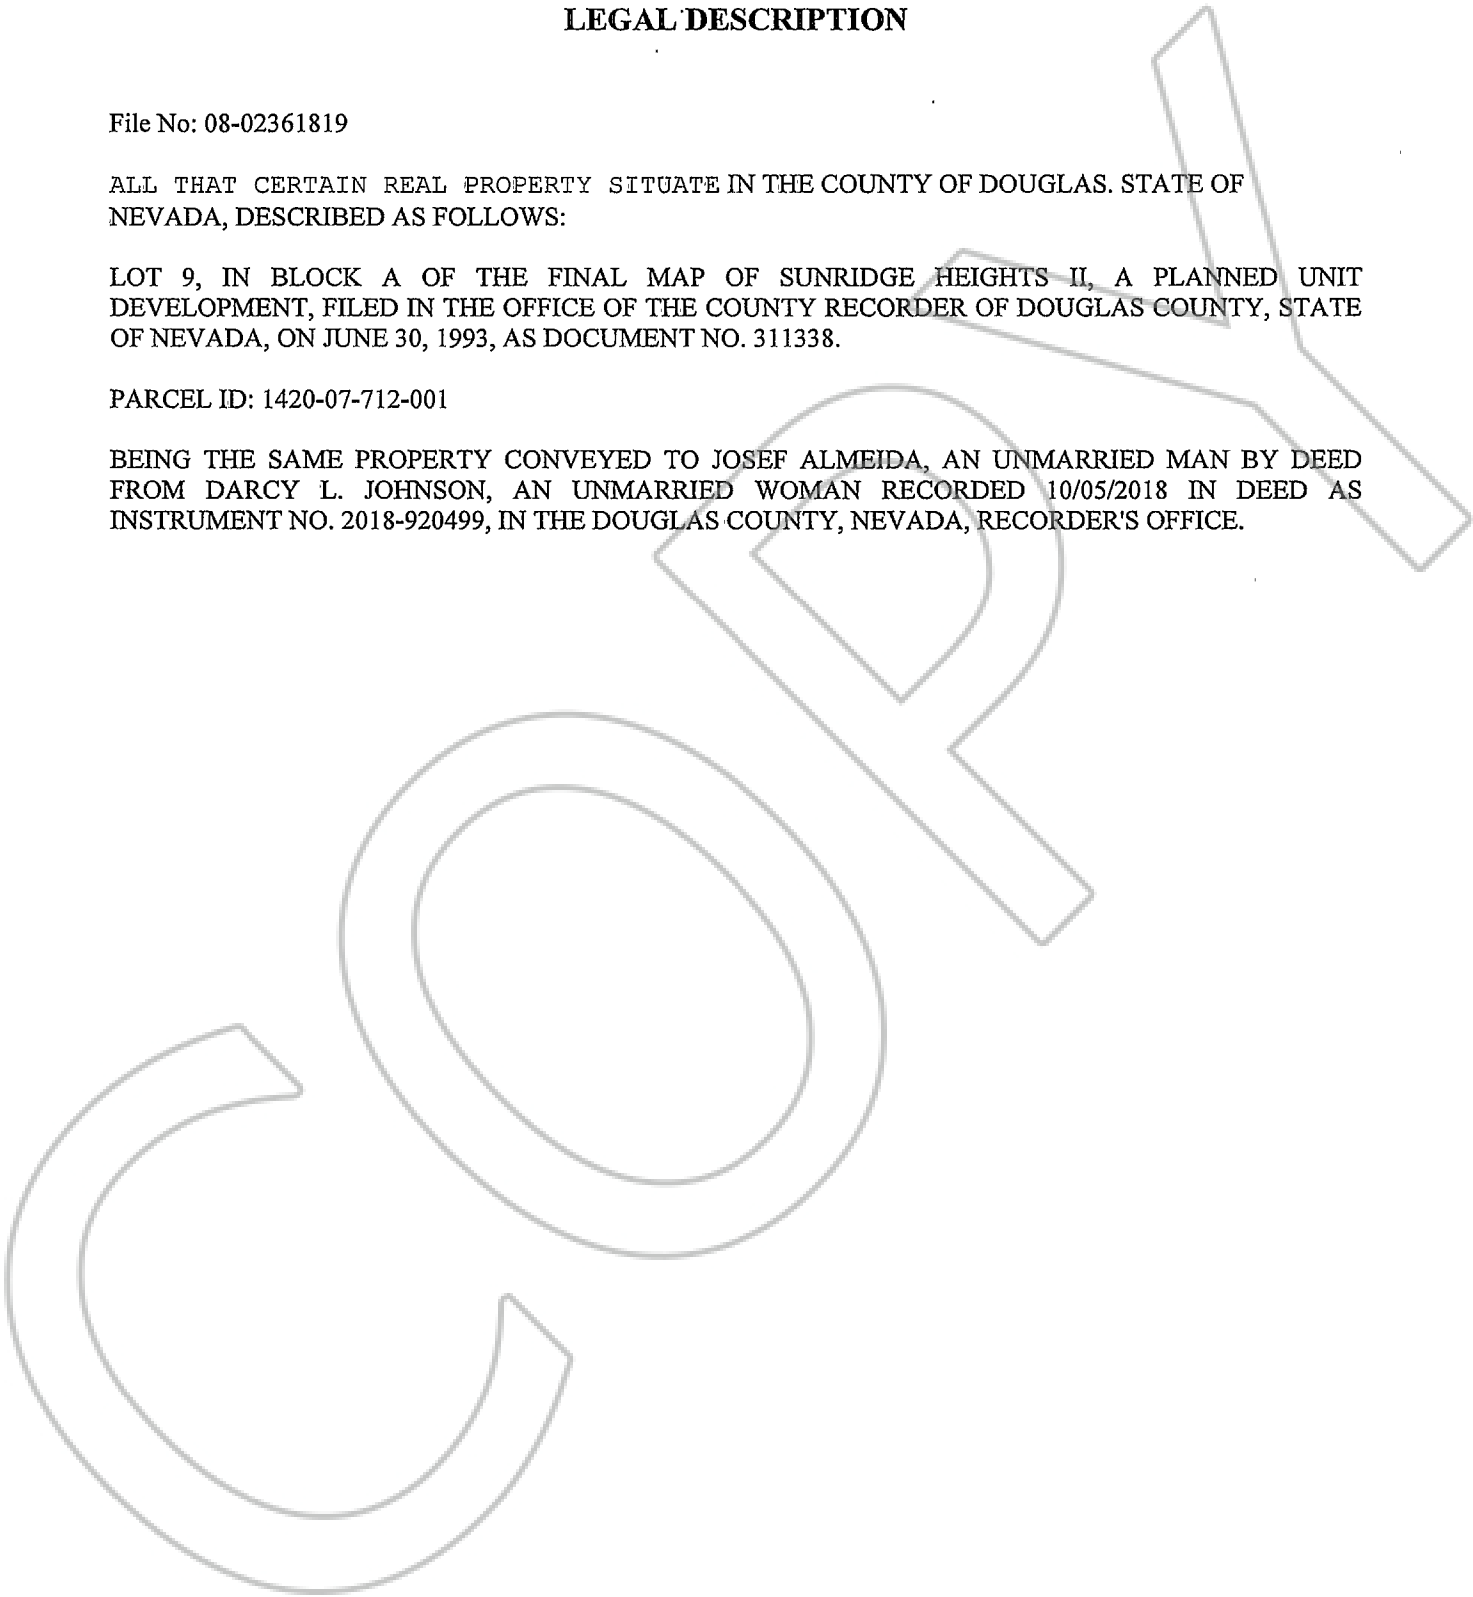 LEGAL DESCRIPTION
File No: 08-02361819
ALL THAT CERTAIN REAL PROPERTY SITUATE IN THE COUNTY OF DOUGLAS. STATE OF
NEVADA, DESCRIBED AS FOLLOWS:
LOT 9, IN BLOCK A OF THE FINAL MAP OF SUNRIDGE HEIGHTS II, A PLANNED UNIT
DEVELOPMENT, FILED IN THE OFFICE OF THE COUNTY RECORDER OF DOUGLAS COUNTY, STATE
OF NEVADA, ON JUNE 30, 1993, AS DOCUMENT NO. 311338.
PARCEL ID: 1420-07-712-001
BEING THE SAME PROPERTY CONVEYED TO JOSEF ALMEIDA, AN UNMARRIED MAN BY DEED
FROM DARCY L. JOHNSON, AN UNMARRIED WOMAN RECORDED 10/05/2018 IN DEED AS
INSTRUMENT NO. 2018-920499, IN THE DOUGLAS COUNTY, NEVADA, RECORDER'S OFFICE.
COPY